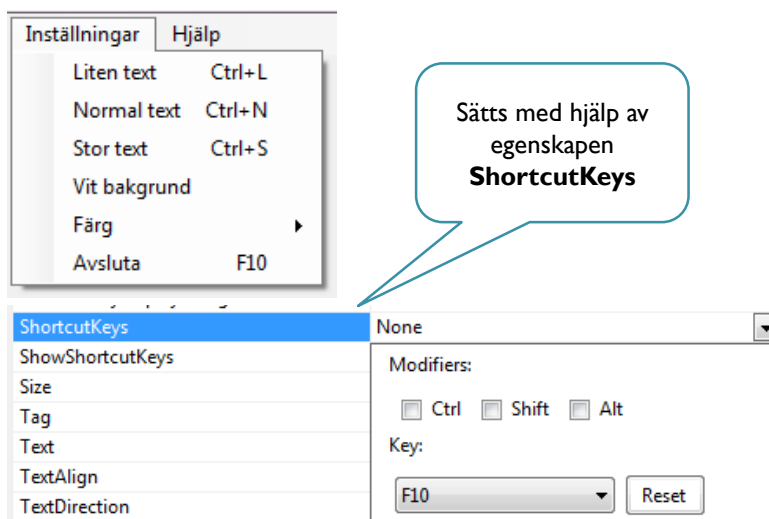 Inställningar Hjälp
Liten text Ctrl+L
Normal text Ctrl+N
Stor text Ctrl+S
Vit bakgrund
Färg
Avsluta F10
Sätts med hjälp av
egenskapen
ShortcutKeys
ShortcutKeys None
ShowShortcutKeys
Modifiers:
Size
Ctrl Shift Alt
Tag
Text
Key:
TextAlign
F10 Reset
TextDirection